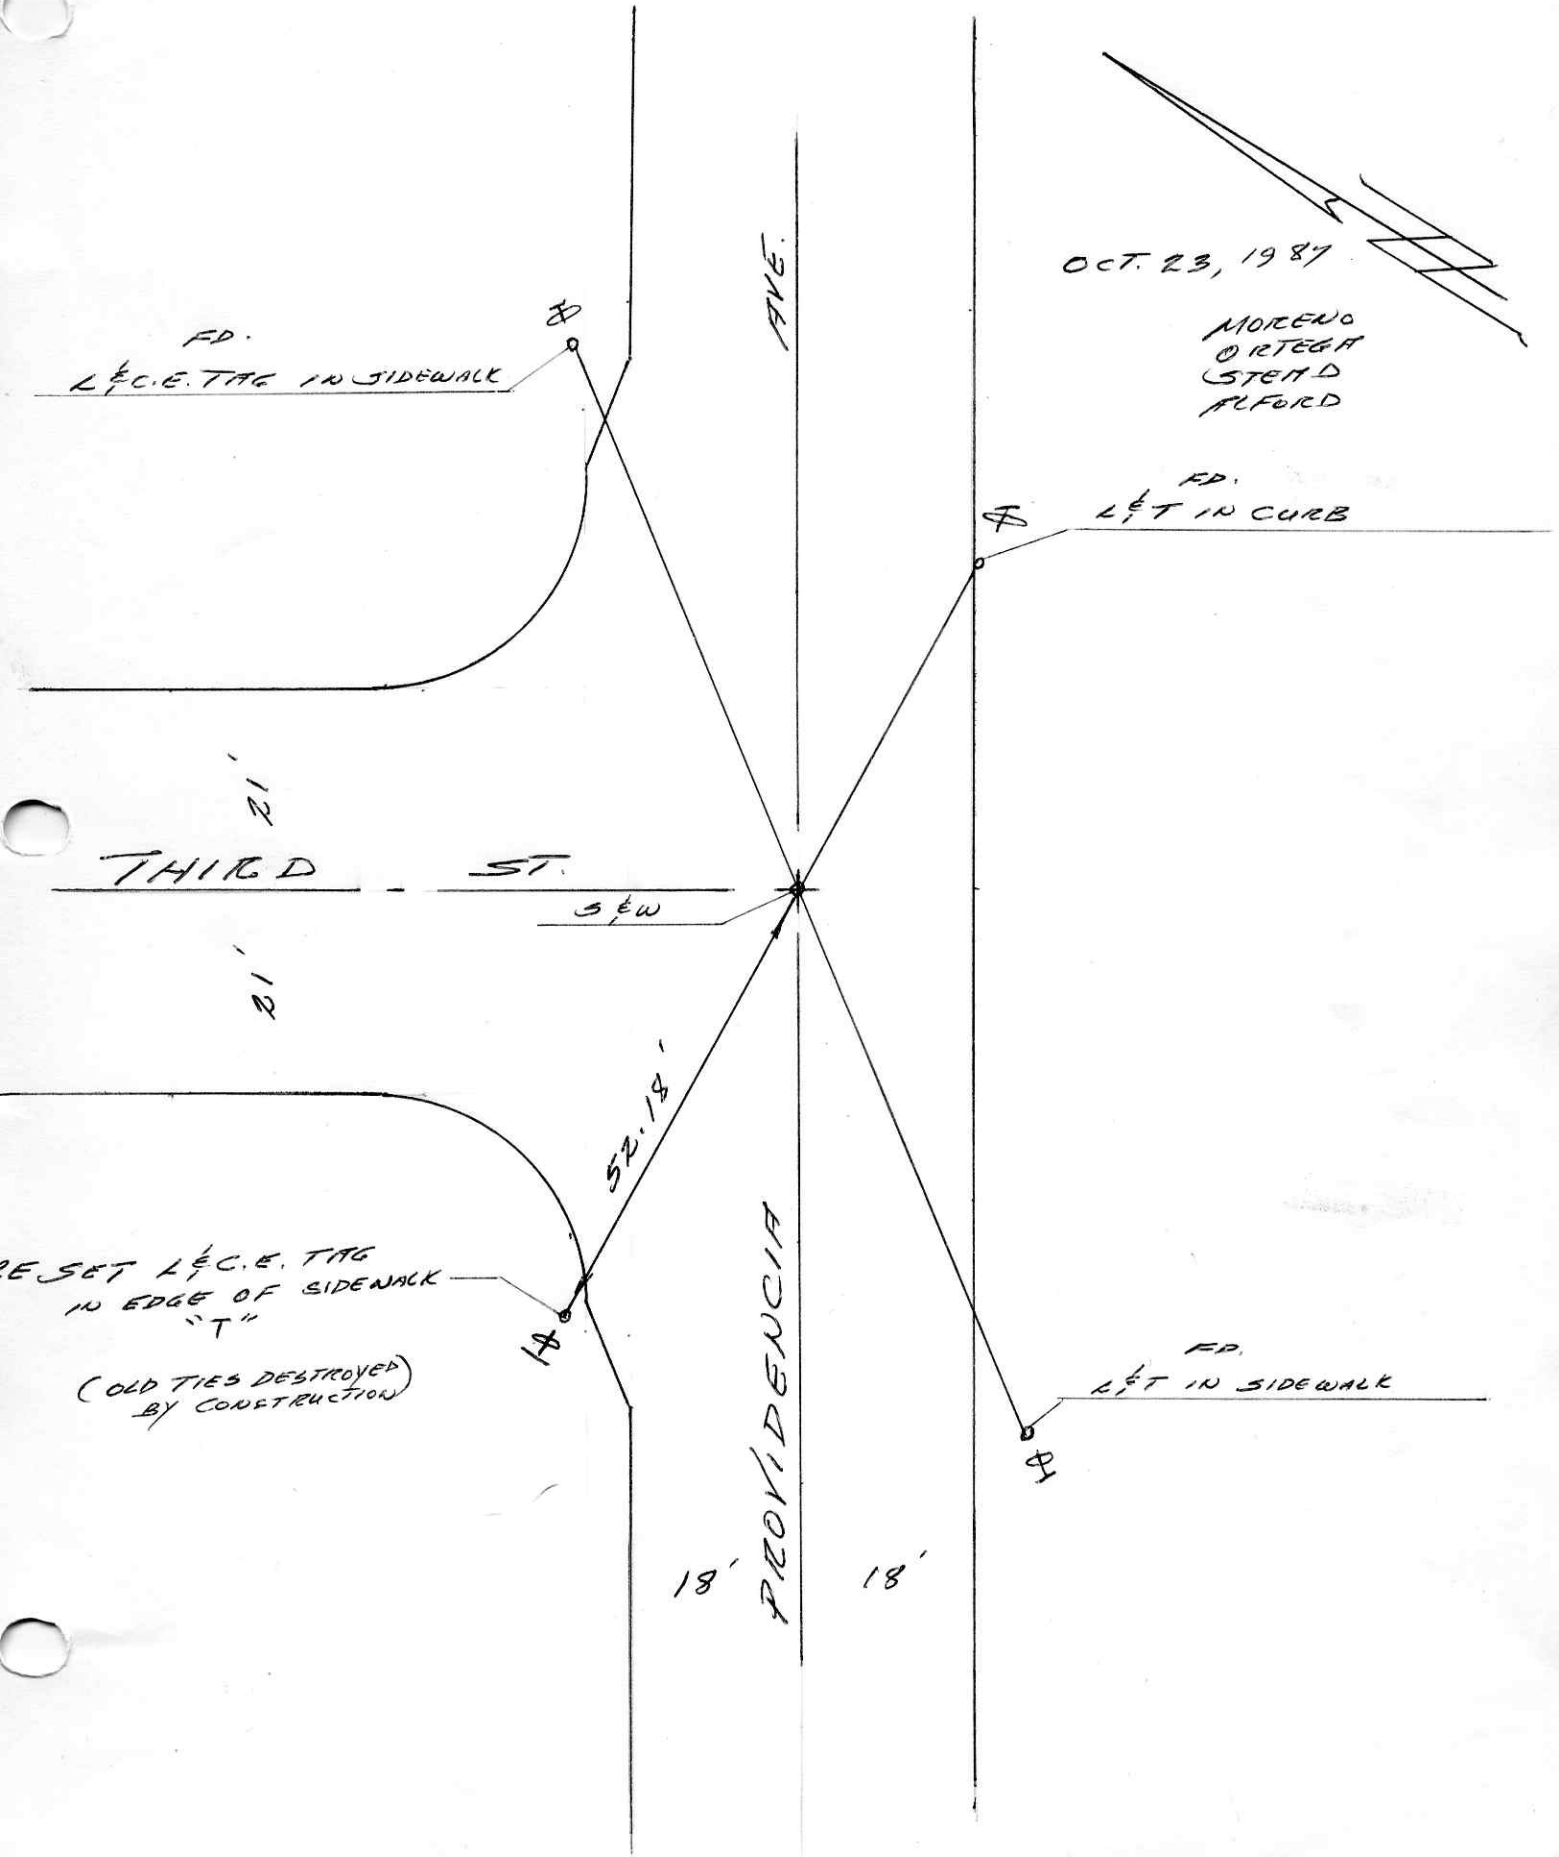 OCT. 23, 1987
MORENO
ORTEGA
STEAD
ALFORD
AVE.
FD.
L & C.E. TAG IN SIDEWALK
FD.
L & T IN CURB
21'
THIRD - ST.
S & W
21'
52.18'
RESET L & C.E. TAG
IN EDGE OF SIDEWALK
"T"
(OLD TIES DESTROYED)
BY CONSTRUCTION
PROVIDENCIA
FD.
L & T IN SIDEWALK
18'
18'